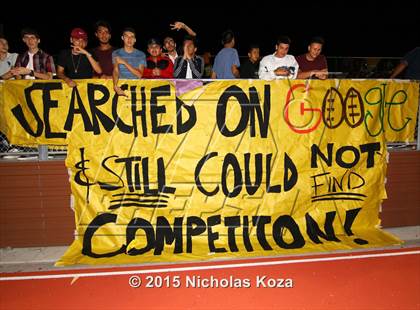 SEARCHED ON GOOGLE
& STILL COULD NOT
FIND
COMPETITON!
© 2015 Nicholas Koza